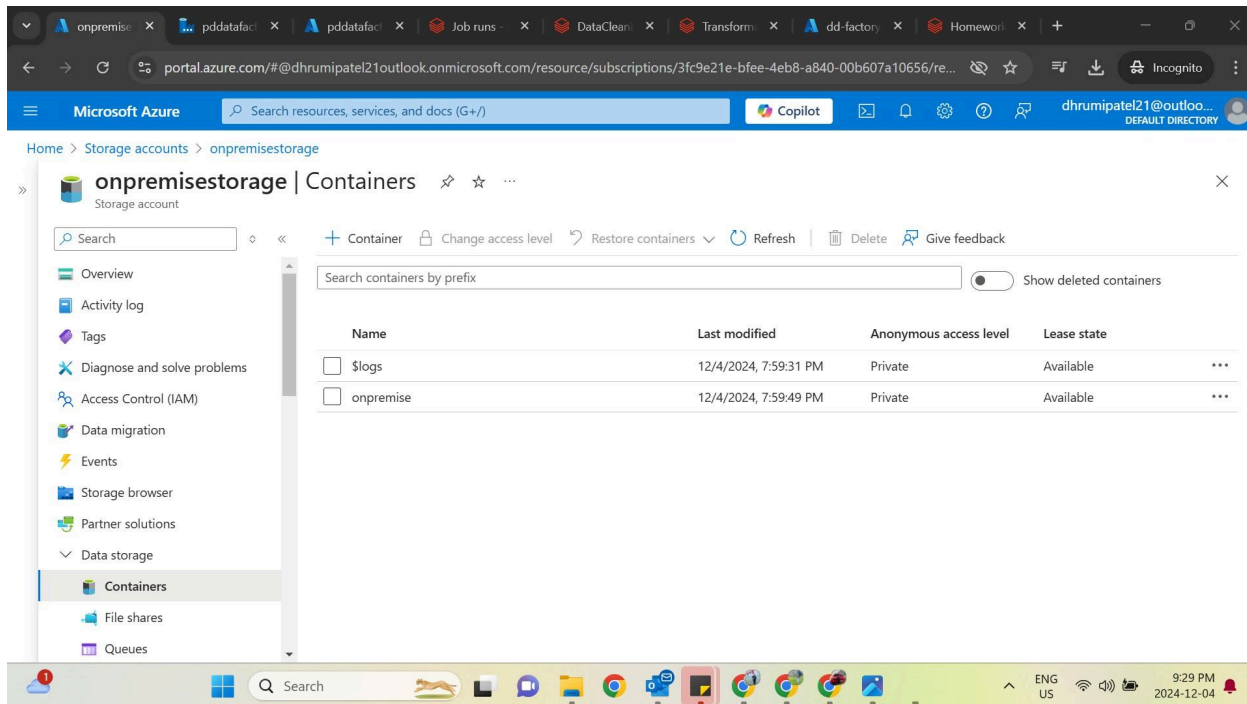 onpremise
pddatafact
pddatafact
Job runs -
DataCleani
Transform
dd-factory
Homework
portal.azure.com/#@dhrumipatel21outlook.onmicrosoft.com/resource/subscriptions/3fc9e21e-bfee-4eb8-a840-00b607a10656/re...
Incognito
Microsoft Azure
Search resources, services, and docs (G+/)
Copilot
dhrumipatel21@outloo...
DEFAULT DIRECTORY
Home > Storage accounts > onpremisestorage
onpremisestorage | Containers
Storage account
Search
+ Container Change access level Restore containers Refresh | Delete Give feedback
Search containers by prefix
Show deleted containers
Overview
Activity log
Tags
Diagnose and solve problems
Access Control (IAM)
Data migration
Events
Storage browser
Partner solutions
Data storage
Containers
File shares
Queues
Name Last modified Anonymous access level Lease state
$logs 12/4/2024, 7:59:31 PM Private Available
onpremise 12/4/2024, 7:59:49 PM Private Available
1
Search
ENG
US
9:29 PM
2024-12-04